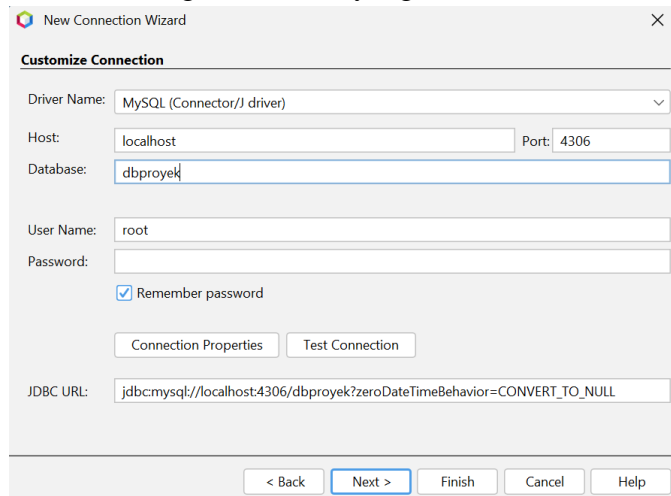 New Connection Wizard
Customize Connection
Driver Name: MySQL (Connector/J driver)
Host: localhost Port: 4306
Database: dbproyek
User Name: root
Password:
Remember password
Connection Properties Test Connection
JDBC URL: jdbc:mysql://localhost:4306/dbproyek?zeroDateTimeBehavior=CONVERT_TO_NULL
< Back Next > Finish Cancel Help